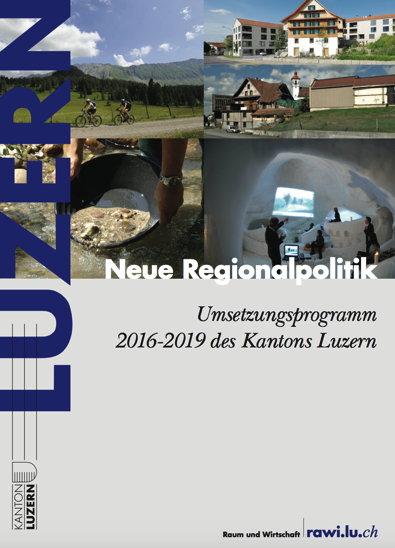 LUZERN
Neue Regionalpolitik
Umsetzungsprogramm
2016-2019 des Kantons Luzern
KANTON
LUZERN
Raum und Wirtschaft rawi.lu.ch